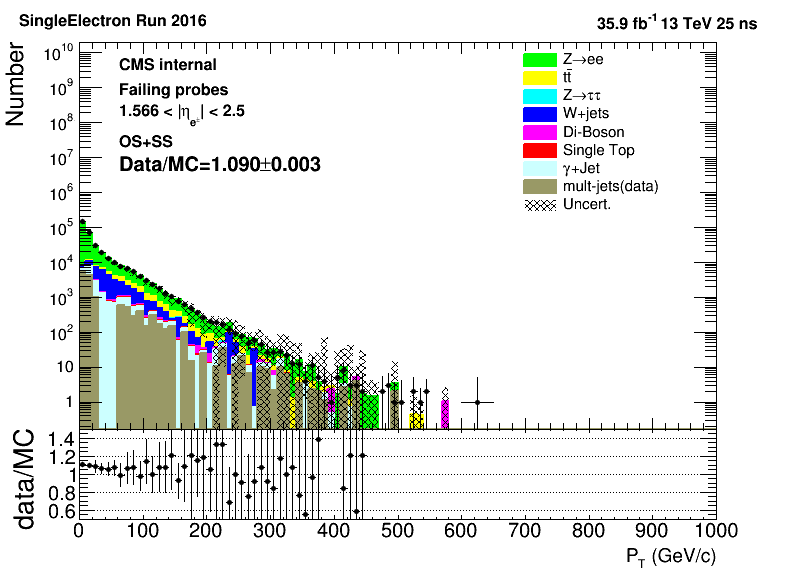 SingleElectron Run 2016
35.9 fb⁻¹ 13 TeV 25 ns
Number
10¹⁰
10⁹
10⁸
10⁷
10⁶
10⁵
10⁴
10³
10²
10
1
CMS internal
Failing probes
1.566 < |η_e±| < 2.5
OS+SS
Data/MC=1.090±0.003
Z→ee
tt̄
Z→ττ
W+jets
Di-Boson
Single Top
γ+Jet
mult-jets(data)
Uncert.
data/MC
1.4
1.2
1
0.8
0.6
0 100 200 300 400 500 600 700 800 900 1000
P_T (GeV/c)